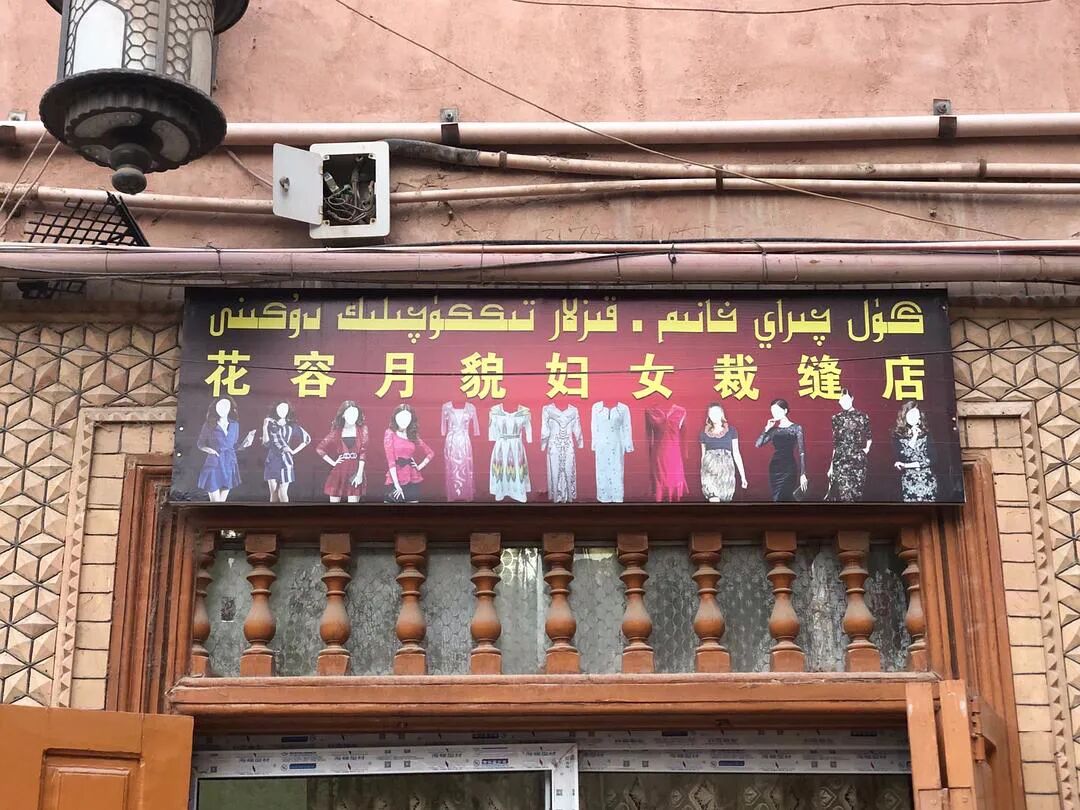 گۈل چىراي خانىم . قىزلار تىككۈچىلىك دۇكىنى
花容月貌妇女裁缝店